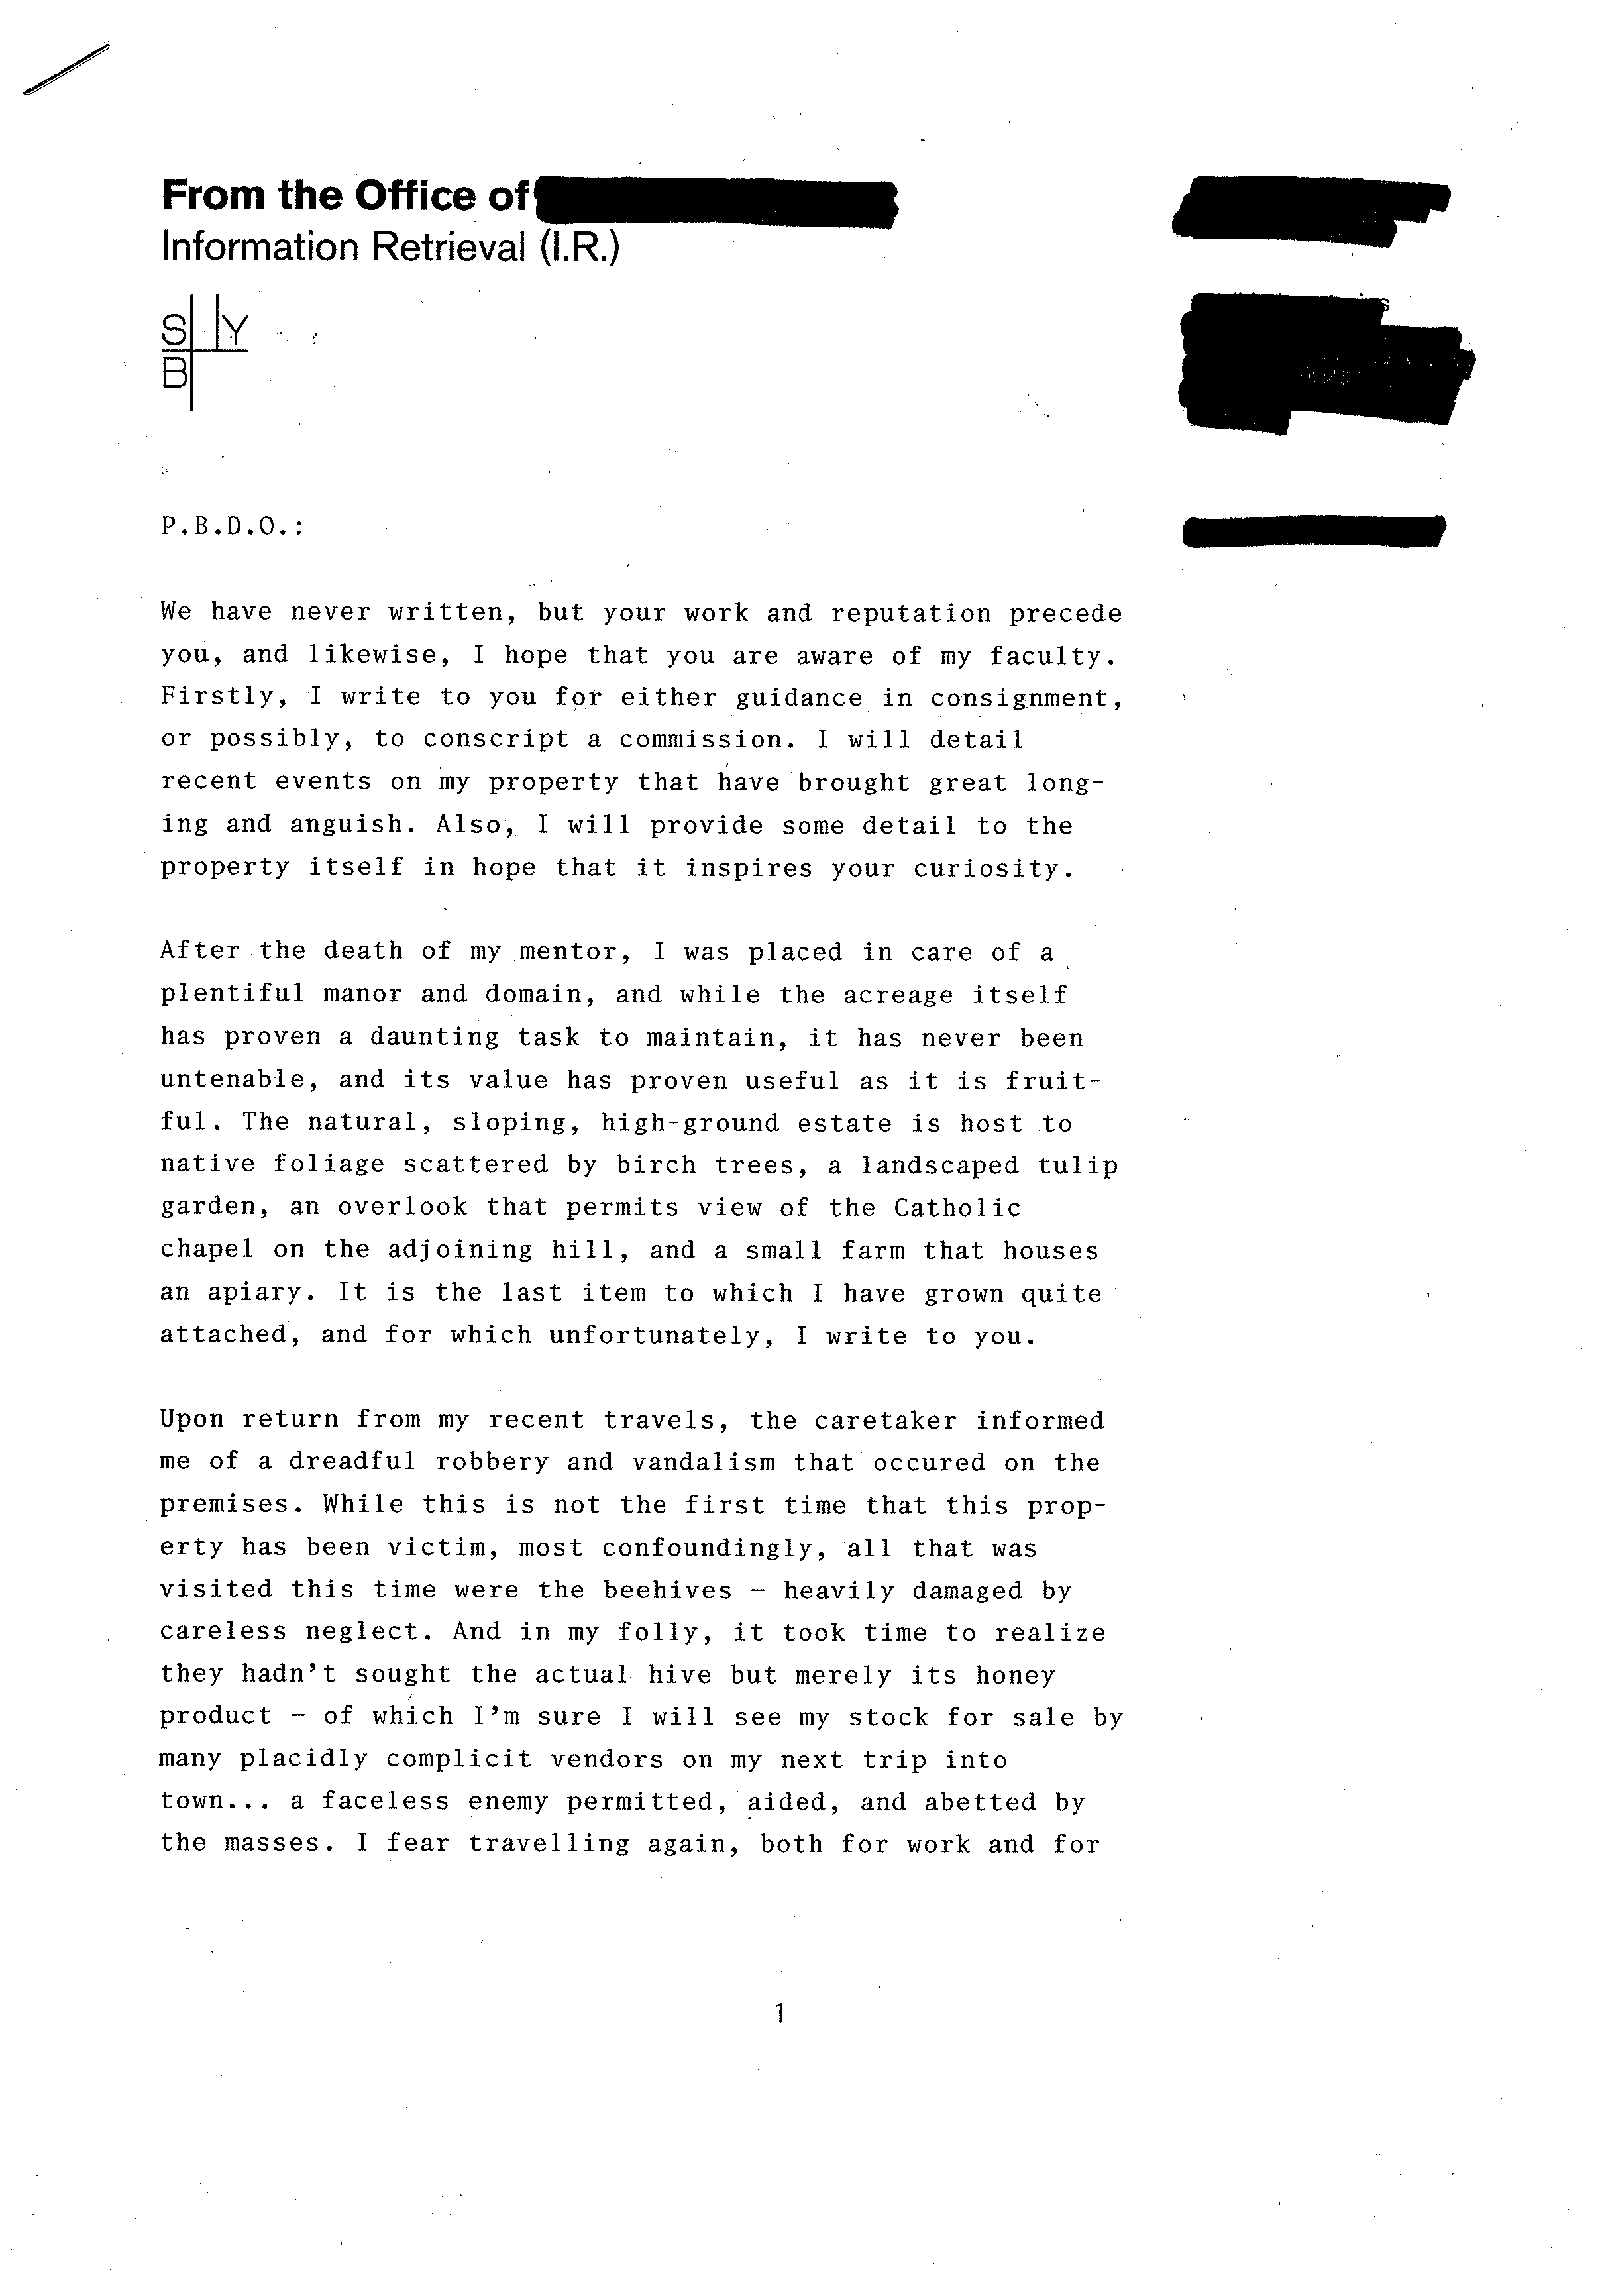 From the Office of
Information Retrieval (I.R.)
S Y
B
P.B.D.O.:
We have never written, but your work and reputation precede
you, and likewise, I hope that you are aware of my faculty.
Firstly, I write to you for either guidance in consignment,
or possibly, to conscript a commission. I will detail
recent events on my property that have brought great long-
ing and anguish. Also, I will provide some detail to the
property itself in hope that it inspires your curiosity.
After the death of my mentor, I was placed in care of a
plentiful manor and domain, and while the acreage itself
has proven a daunting task to maintain, it has never been
untenable, and its value has proven useful as it is fruit-
ful. The natural, sloping, high-ground estate is host to
native foliage scattered by birch trees, a landscaped tulip
garden, an overlook that permits view of the Catholic
chapel on the adjoining hill, and a small farm that houses
an apiary. It is the last item to which I have grown quite
attached, and for which unfortunately, I write to you.
Upon return from my recent travels, the caretaker informed
me of a dreadful robbery and vandalism that occured on the
premises. While this is not the first time that this prop-
erty has been victim, most confoundingly, all that was
visited this time were the beehives – heavily damaged by
careless neglect. And in my folly, it took time to realize
they hadn't sought the actual hive but merely its honey
product – of which I'm sure I will see my stock for sale by
many placidly complicit vendors on my next trip into
town... a faceless enemy permitted, aided, and abetted by
the masses. I fear travelling again, both for work and for
1